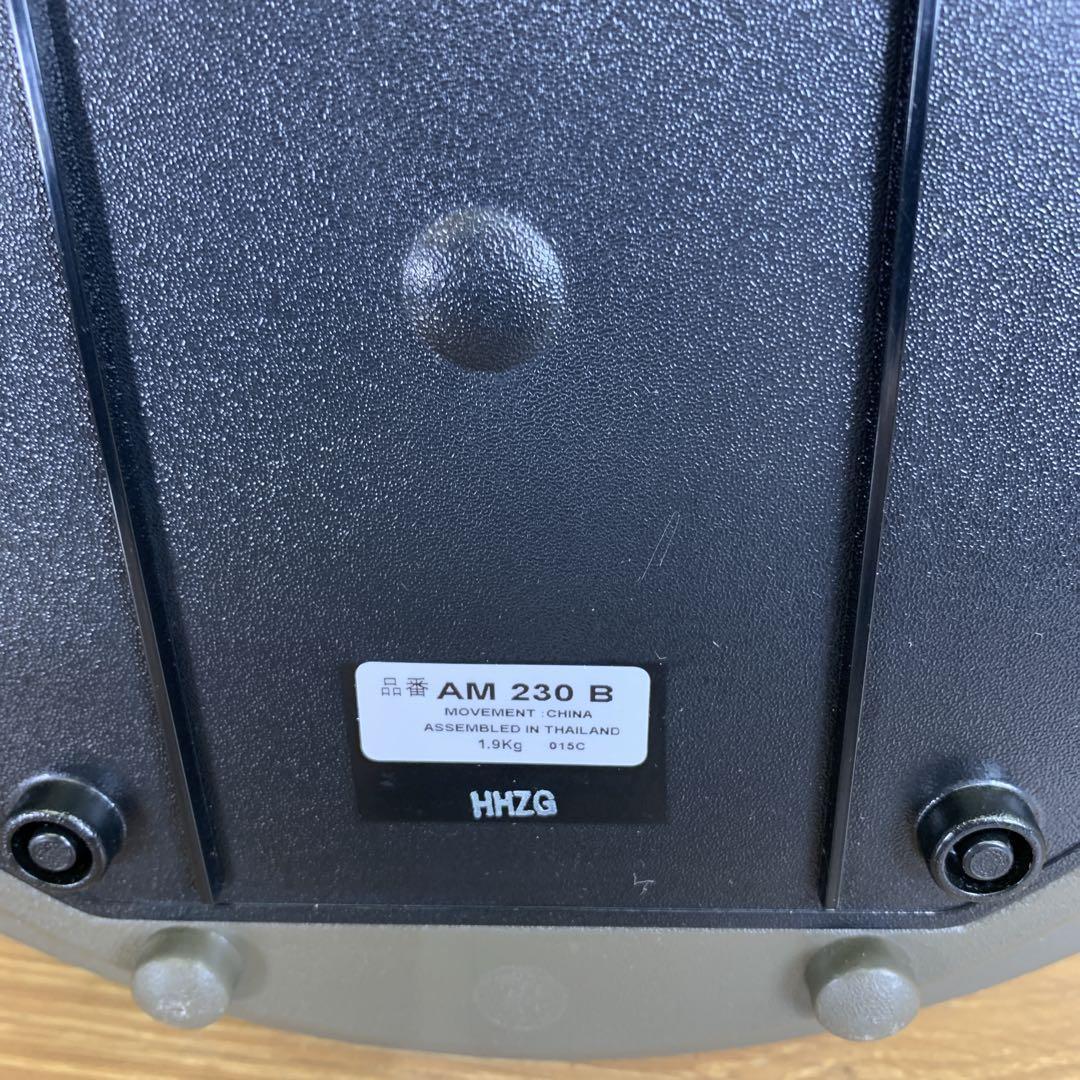 品番 AM 230 B
MOVEMENT :CHINA
ASSEMBLED IN THAILAND
1.9Kg 015C
HHZG